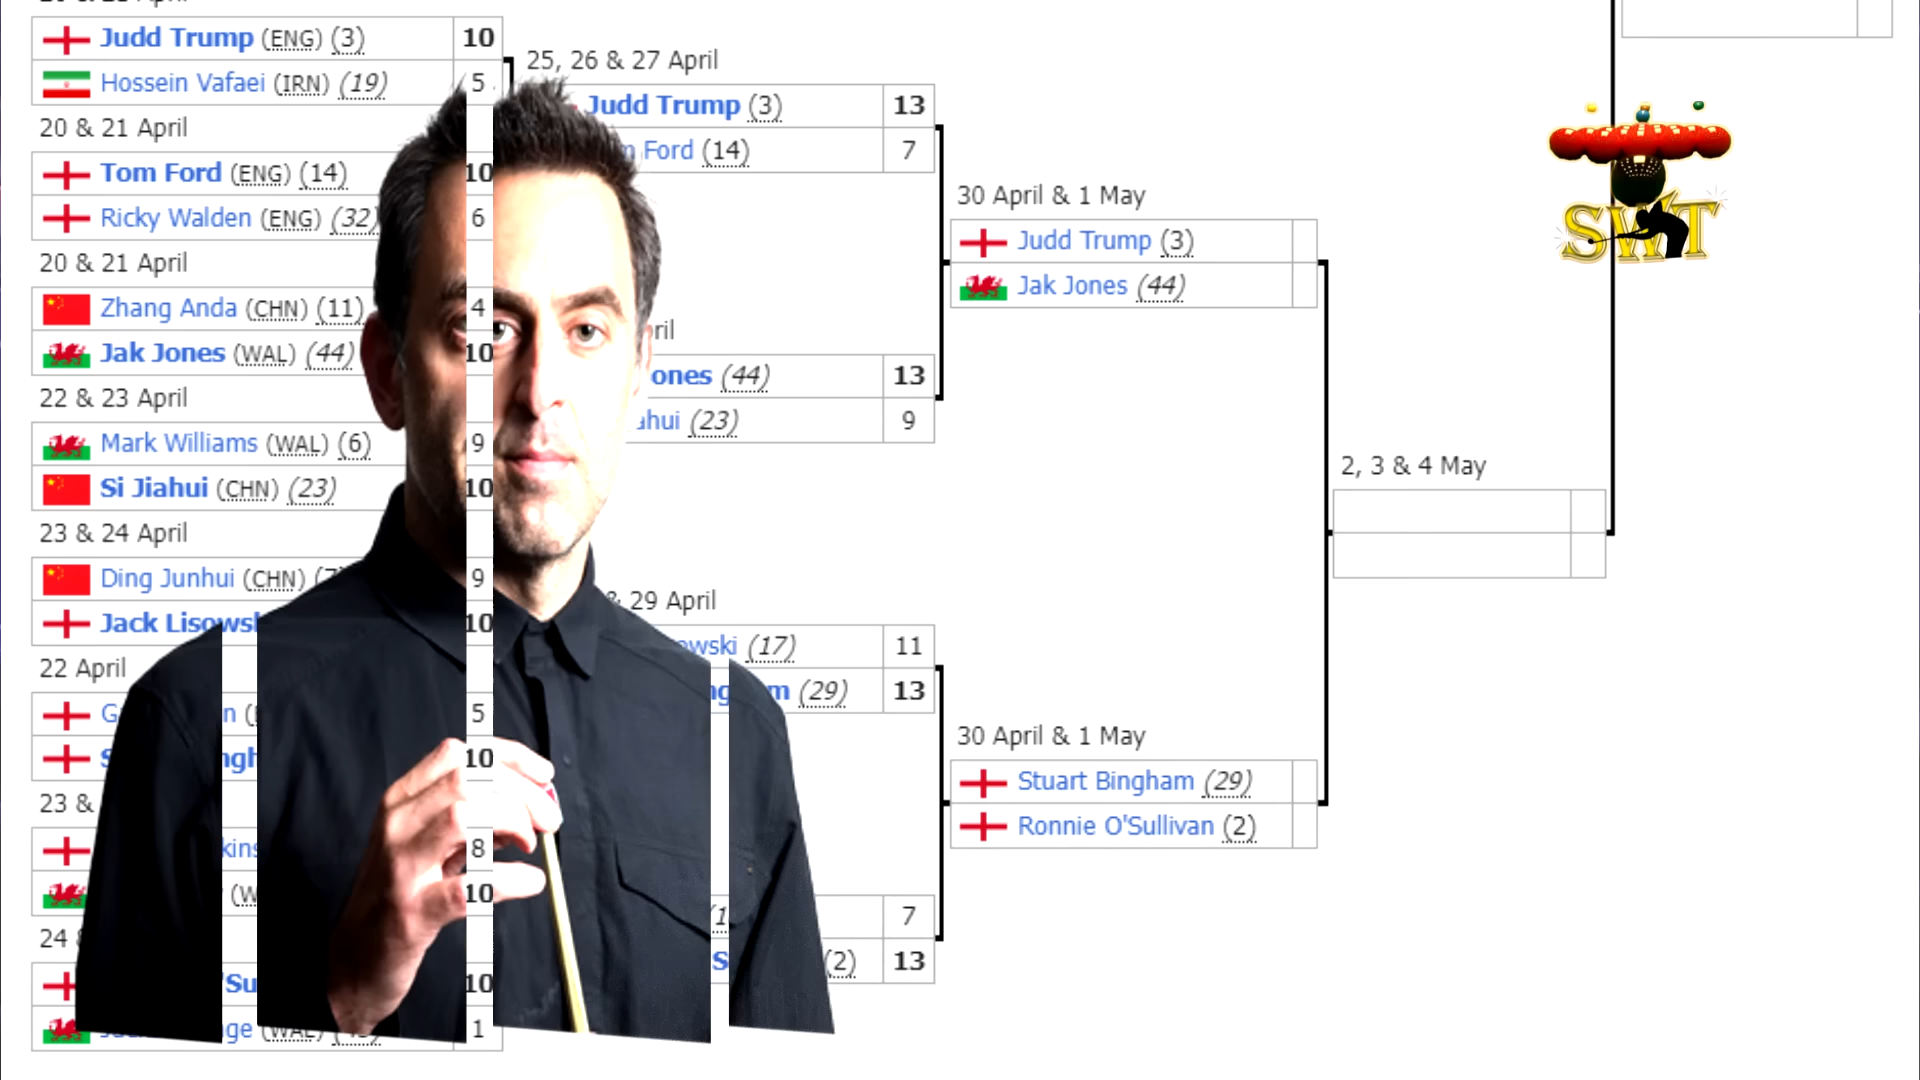 Judd Trump (ENG) (3) 10
Hossein Vafaei (IRN) (19) 5
20 & 21 April
Tom Ford (ENG) (14) 10
Ricky Walden (ENG) (32) 6
20 & 21 April
Zhang Anda (CHN) (11) 4
Jak Jones (WAL) (44) 10
22 & 23 April
Mark Williams (WAL) (6) 9
Si Jiahui (CHN) (23) 10
23 & 24 April
Ding Junhui (CHN) 9
Jack 10
22 April
5
10
23 &
8
10
24
10
1
25, 26 & 27 April
Judd Trump (3) 13
Ford (14) 7
ones (44) 13
ahui (23) 9
& 29 April
wski (17) 11
(29) 13
7
(2) 13
30 April & 1 May
Judd Trump (3)
Jak Jones (44)
30 April & 1 May
Stuart Bingham (29)
Ronnie O'Sullivan (2)
2, 3 & 4 May
SWT